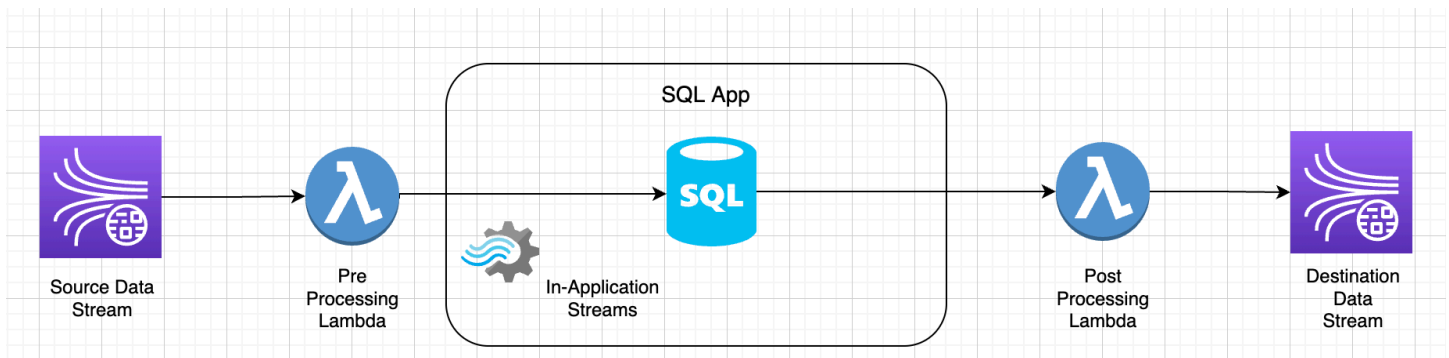 SQL App
SQL
Source Data
Stream
Pre
Processing
Lambda
In-Application
Streams
Post
Processing
Lambda
Destination
Data
Stream